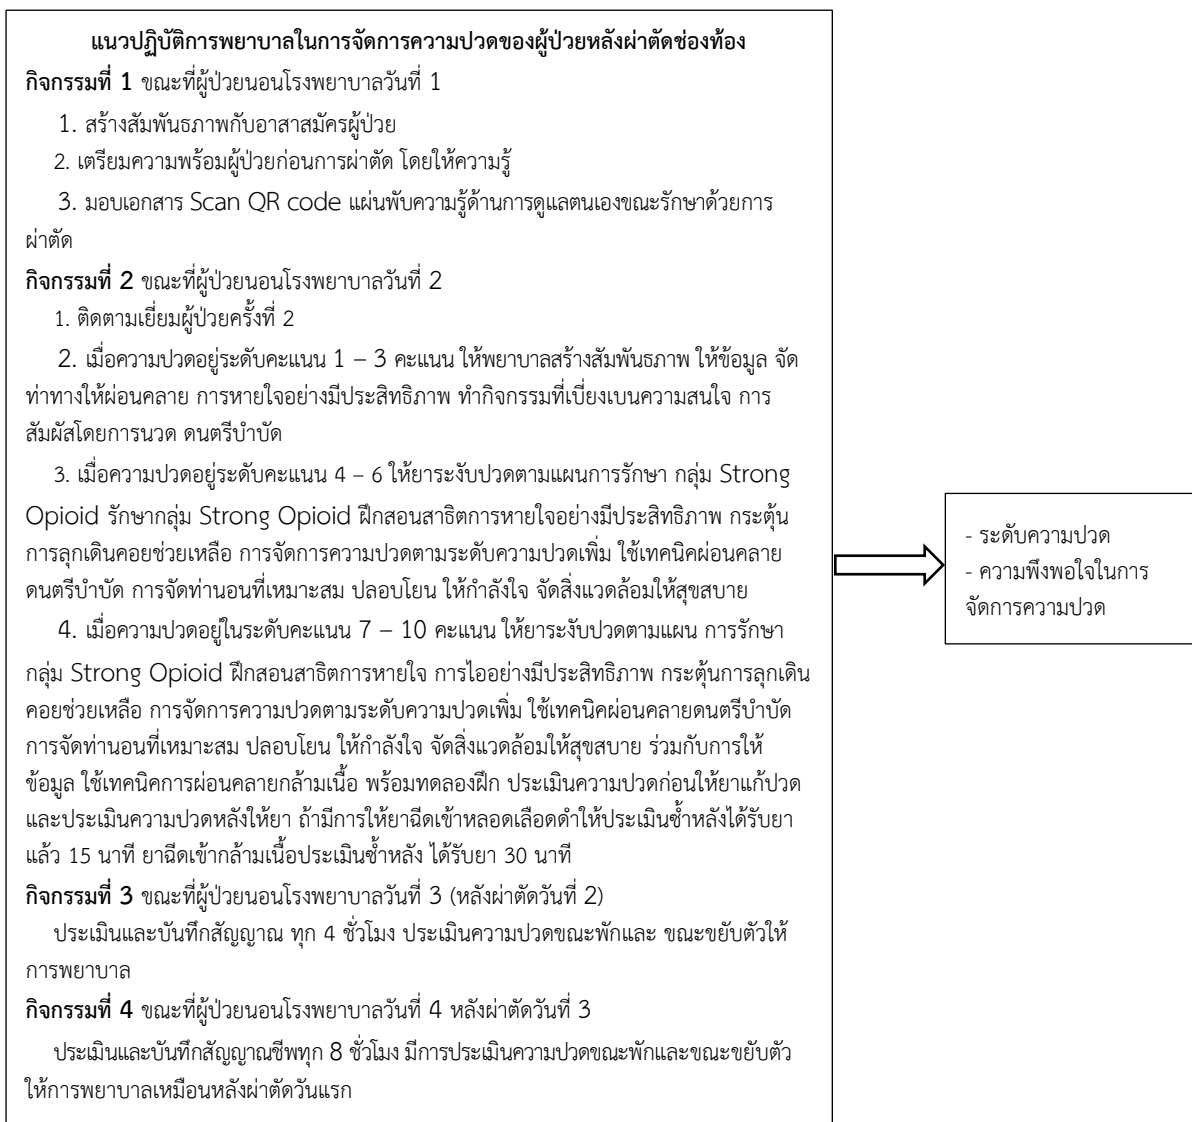 แนวปฏิบัติการพยาบาลในการจัดการความปวดของผู้ป่วยหลังผ่าตัดช่องท้อง
กิจกรรมที่ 1 ขณะที่ผู้ป่วยนอนโรงพยาบาลวันที่ 1
1. สร้างสัมพันธภาพกับอาสาสมัครผู้ป่วย
2. เตรียมความพร้อมผู้ป่วยก่อนการผ่าตัด โดยให้ความรู้
3. มอบเอกสาร Scan QR code แผ่นพับความรู้ด้านการดูแลตนเองขณะรักษาด้วยการ
ผ่าตัด
กิจกรรมที่ 2 ขณะที่ผู้ป่วยนอนโรงพยาบาลวันที่ 2
1. ติดตามเยี่ยมผู้ป่วยครั้งที่ 2
2. เมื่อความปวดอยู่ระดับคะแนน 1 – 3 คะแนน ให้พยาบาลสร้างสัมพันธภาพ ให้ข้อมูล จัด
ท่าทางให้ผ่อนคลาย การหายใจอย่างมีประสิทธิภาพ ทำกิจกรรมที่เบี่ยงเบนความสนใจ การ
สัมผัสโดยการนวด ดนตรีบำบัด
3. เมื่อความปวดอยู่ระดับคะแนน 4 – 6 ให้ยาระงับปวดตามแผนการรักษา กลุ่ม Strong
Opioid รักษากลุ่ม Strong Opioid ฝึกสอนสาธิตการหายใจอย่างมีประสิทธิภาพ กระตุ้น
การลุกเดินคอยช่วยเหลือ การจัดการความปวดตามระดับความปวดเพิ่ม ใช้เทคนิคผ่อนคลาย
ดนตรีบำบัด การจัดท่านอนที่เหมาะสม ปลอบโยน ให้กำลังใจ จัดสิ่งแวดล้อมให้สุขสบาย
4. เมื่อความปวดอยู่ในระดับคะแนน 7 – 10 คะแนน ให้ยาระงับปวดตามแผน การรักษา
กลุ่ม Strong Opioid ฝึกสอนสาธิตการหายใจ การไออย่างมีประสิทธิภาพ กระตุ้นการลุกเดิน
คอยช่วยเหลือ การจัดการความปวดตามระดับความปวดเพิ่ม ใช้เทคนิคผ่อนคลายดนตรีบำบัด
การจัดท่านอนที่เหมาะสม ปลอบโยน ให้กำลังใจ จัดสิ่งแวดล้อมให้สุขสบาย ร่วมกับการให้
ข้อมูล ใช้เทคนิคการผ่อนคลายกล้ามเนื้อ พร้อมทดลองฝึก ประเมินความปวดก่อนให้ยาแก้ปวด
และประเมินความปวดหลังให้ยา ถ้ามีการให้ยาฉีดเข้าหลอดเลือดดำให้ประเมินซ้ำหลังได้รับยา
แล้ว 15 นาที ยาฉีดเข้ากล้ามเนื้อประเมินซ้ำหลัง ได้รับยา 30 นาที
กิจกรรมที่ 3 ขณะที่ผู้ป่วยนอนโรงพยาบาลวันที่ 3 (หลังผ่าตัดวันที่ 2)
ประเมินและบันทึกสัญญาณ ทุก 4 ชั่วโมง ประเมินความปวดขณะพักและ ขณะขยับตัวให้
การพยาบาล
กิจกรรมที่ 4 ขณะที่ผู้ป่วยนอนโรงพยาบาลวันที่ 4 หลังผ่าตัดวันที่ 3
ประเมินและบันทึกสัญญาณชีพทุก 8 ชั่วโมง มีการประเมินความปวดขณะพักและขณะขยับตัว
ให้การพยาบาลเหมือนหลังผ่าตัดวันแรก
- ระดับความปวด
- ความพึงพอใจในการ
จัดการความปวด